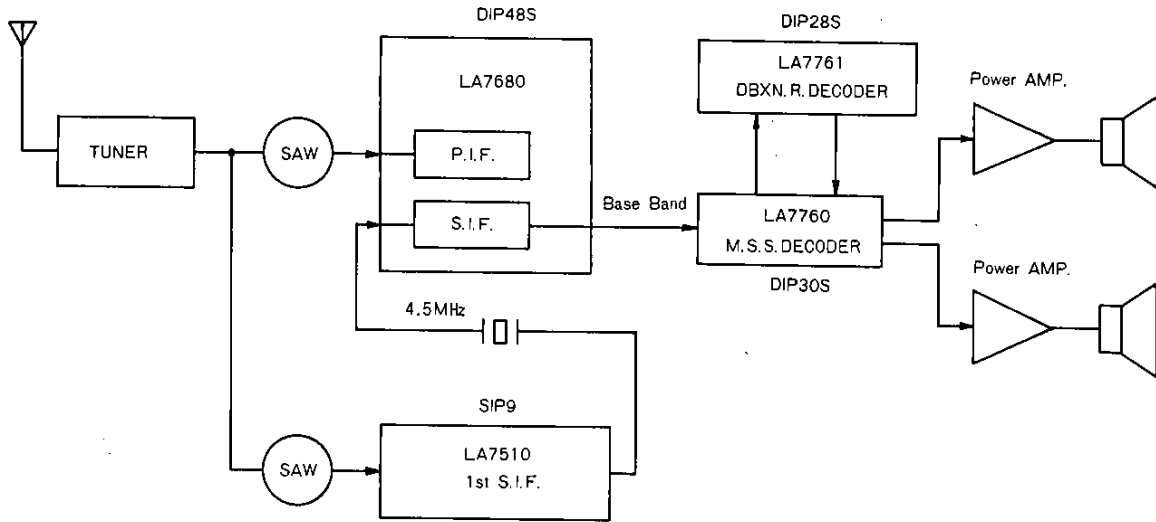 DIP48S
DIP28S
LA7680
LA7761
DBXN.R.DECODER
Power AMP.
TUNER
SAW
P.I.F.
S.I.F.
Base Band
LA7760
M.S.S.DECODER
DIP30S
Power AMP.
4.5MHz
SIP9
SAW
LA7510
1st S.I.F.